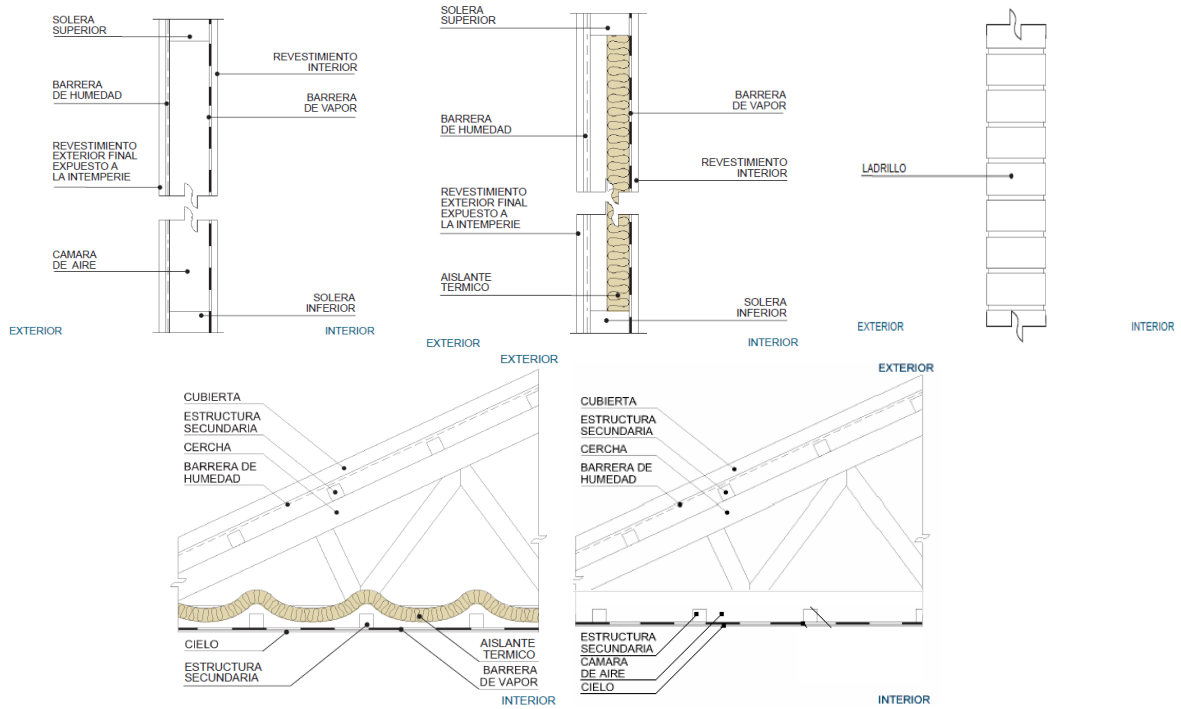 SOLERA
SUPERIOR
REVESTIMIENTO
INTERIOR
BARRERA
DE HUMEDAD
BARRERA
DE VAPOR
REVESTIMIENTO
EXTERIOR FINAL
EXPUESTO A
LA INTEMPERIE
CAMARA
DE AIRE
SOLERA
INFERIOR
EXTERIOR
INTERIOR
SOLERA
SUPERIOR
BARRERA
DE VAPOR
BARRERA
DE HUMEDAD
REVESTIMIENTO
INTERIOR
REVESTIMIENTO
EXTERIOR FINAL
EXPUESTO A
LA INTEMPERIE
AISLANTE
TERMICO
SOLERA
INFERIOR
EXTERIOR
INTERIOR
LADRILLO
EXTERIOR
INTERIOR
EXTERIOR
CUBIERTA
ESTRUCTURA
SECUNDARIA
CERCHA
BARRERA DE
HUMEDAD
CIELO
ESTRUCTURA
SECUNDARIA
AISLANTE
TERMICO
BARRERA
DE VAPOR
INTERIOR
EXTERIOR
CUBIERTA
ESTRUCTURA
SECUNDARIA
CERCHA
BARRERA DE
HUMEDAD
ESTRUCTURA
SECUNDARIA
CAMARA
DE AIRE
CIELO
INTERIOR